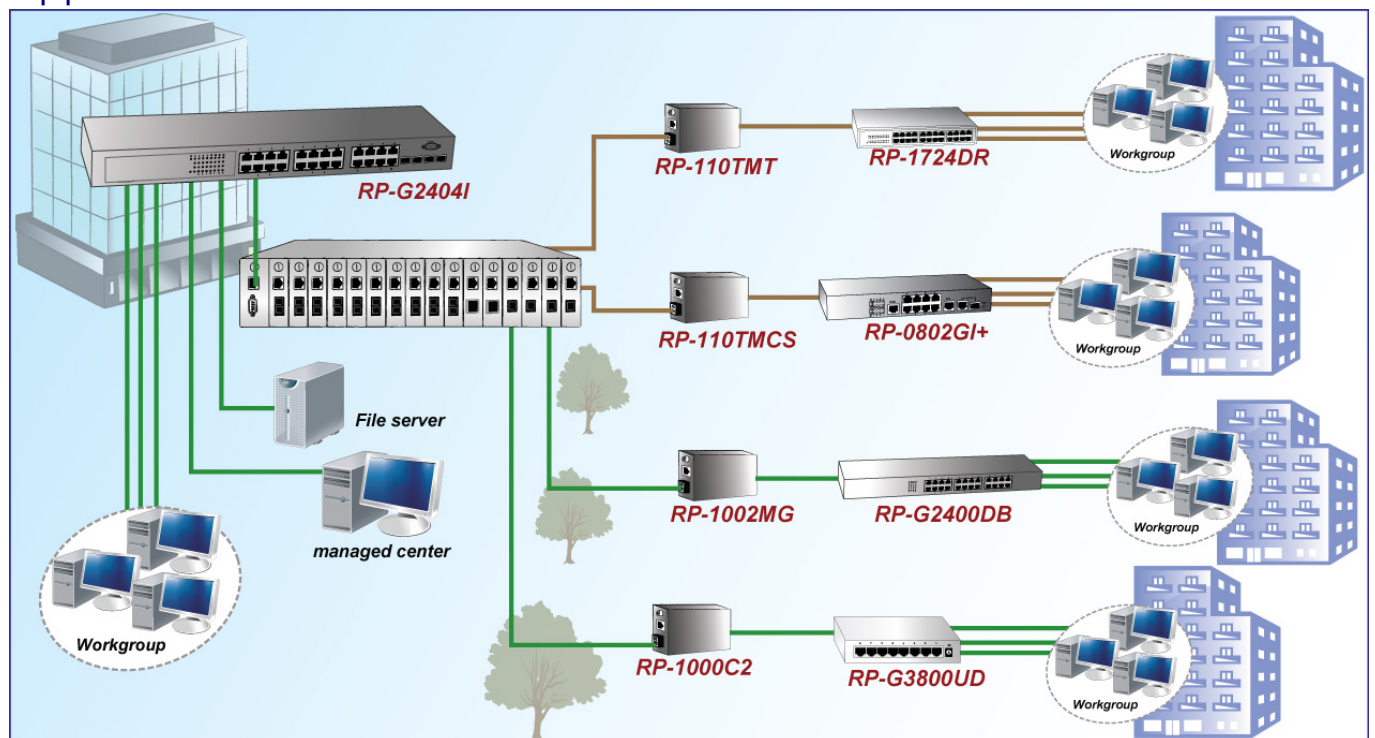 RP-G2404I
RP-110TMT
RP-1724DR
Workgroup
RP-110TMCS
RP-0802GI+
Workgroup
File server
managed center
RP-1002MG
RP-G2400DB
Workgroup
Workgroup
RP-1000C2
RP-G3800UD
Workgroup